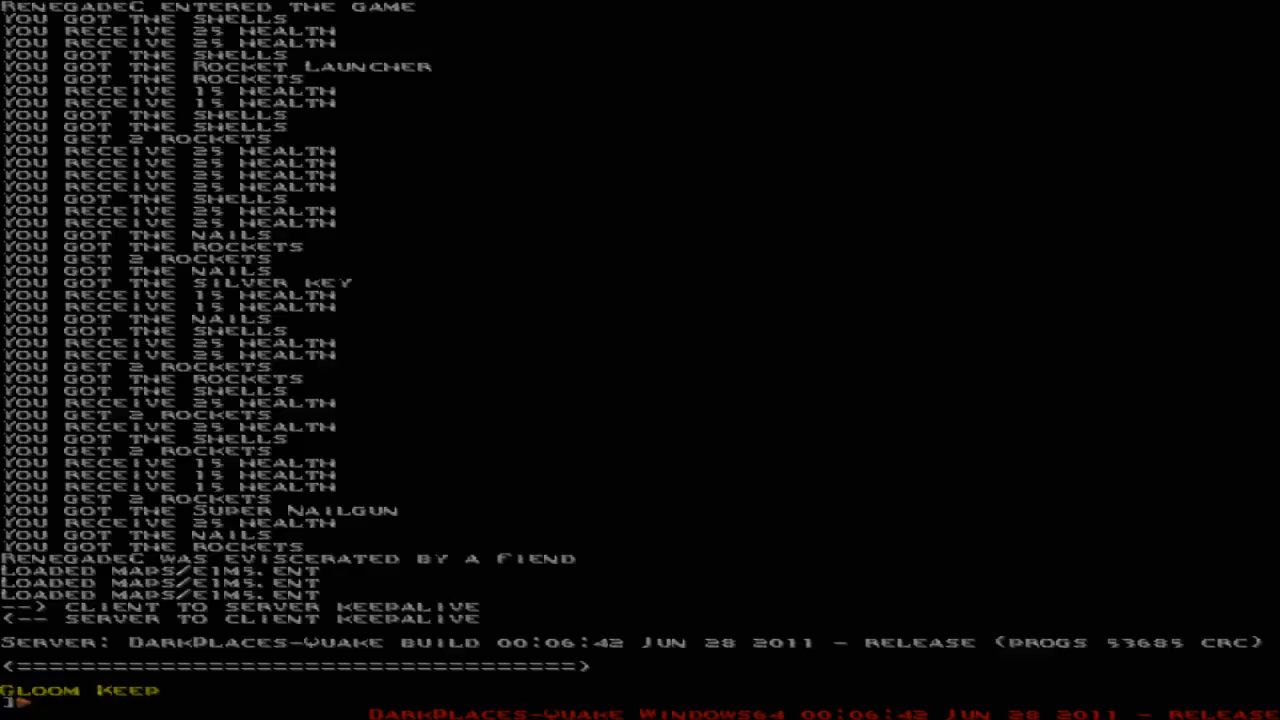 RenegadeC entered the game
You got the shells
You receive 25 health
You receive 25 health
You got the shells
You got the Rocket Launcher
You got the rockets
You receive 15 health
You receive 15 health
You got the shells
You got the shells
You get 2 rockets
You receive 25 health
You receive 25 health
You receive 25 health
You receive 25 health
You got the shells
You receive 25 health
You receive 25 health
You got the nails
You got the rockets
You get 2 rockets
You got the nails
You got the silver key
You receive 15 health
You receive 15 health
You got the nails
You got the shells
You receive 25 health
You receive 25 health
You get 2 rockets
You got the rockets
You got the shells
You receive 25 health
You get 2 rockets
You receive 25 health
You got the shells
You get 2 rockets
You receive 15 health
You receive 15 health
You receive 15 health
You get 2 rockets
You got the Super Nailgun
You receive 25 health
You got the nails
You got the rockets
RenegadeC was eviscerated by a Fiend
Loaded maps/e1m5.ent
Loaded maps/e1m5.ent
Loaded maps/e1m5.ent
--> client to server keepalive
<-- server to client keepalive
Server: DarkPlaces-Quake build 00:06:42 Jun 28 2011 - release (progs 53685 CRC)
<===================================>
Gloom Keep
]
DarkPlaces-Quake Windows64 00:06:42 Jun 28 2011 - release